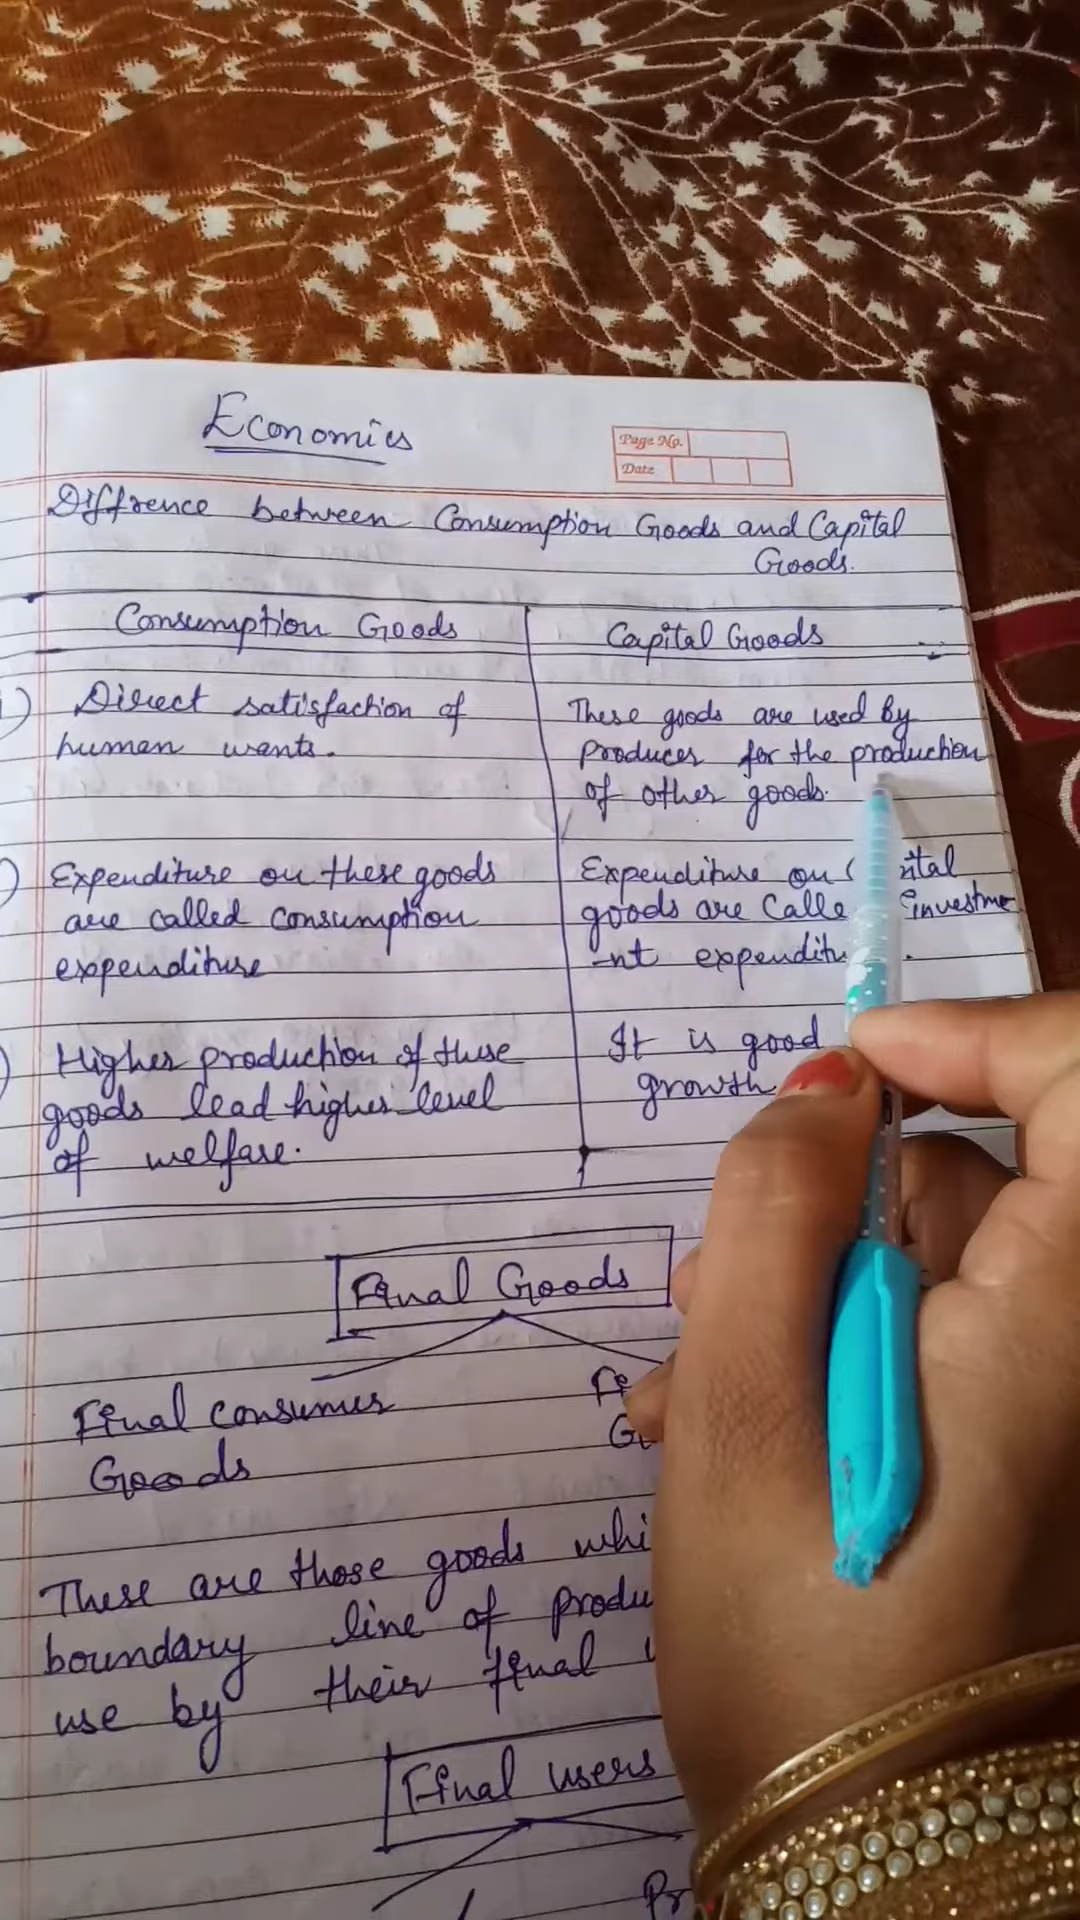 Economics
Page No.
Date
Diffrence between Consumption Goods and Capital
Goods.
Consumption Goods
Capital Goods
Direct satisfaction of
human wants.
These goods are used By
Producer for the production
of other goods.
Expenditure on these goods
are called consumption
expenditure
Expenditure on
goods are Calle investme
-nt expenditu
Higher production of these
goods lead higher level
of welfare.
It is good
growth
Final Goods
Final consumer
Goods
These are those goods whi
boundary line of produ
use by their final
Final users